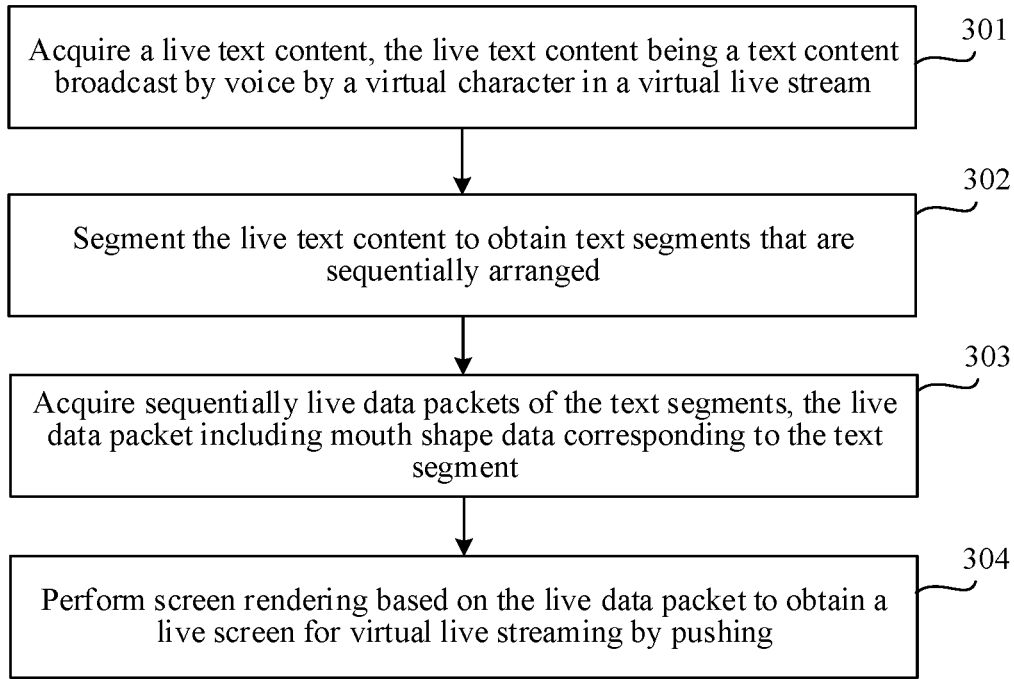 301
Acquire a live text content, the live text content being a text content
broadcast by voice by a virtual character in a virtual live stream
302
Segment the live text content to obtain text segments that are
sequentially arranged
303
Acquire sequentially live data packets of the text segments, the live
data packet including mouth shape data corresponding to the text
segment
304
Perform screen rendering based on the live data packet to obtain a
live screen for virtual live streaming by pushing